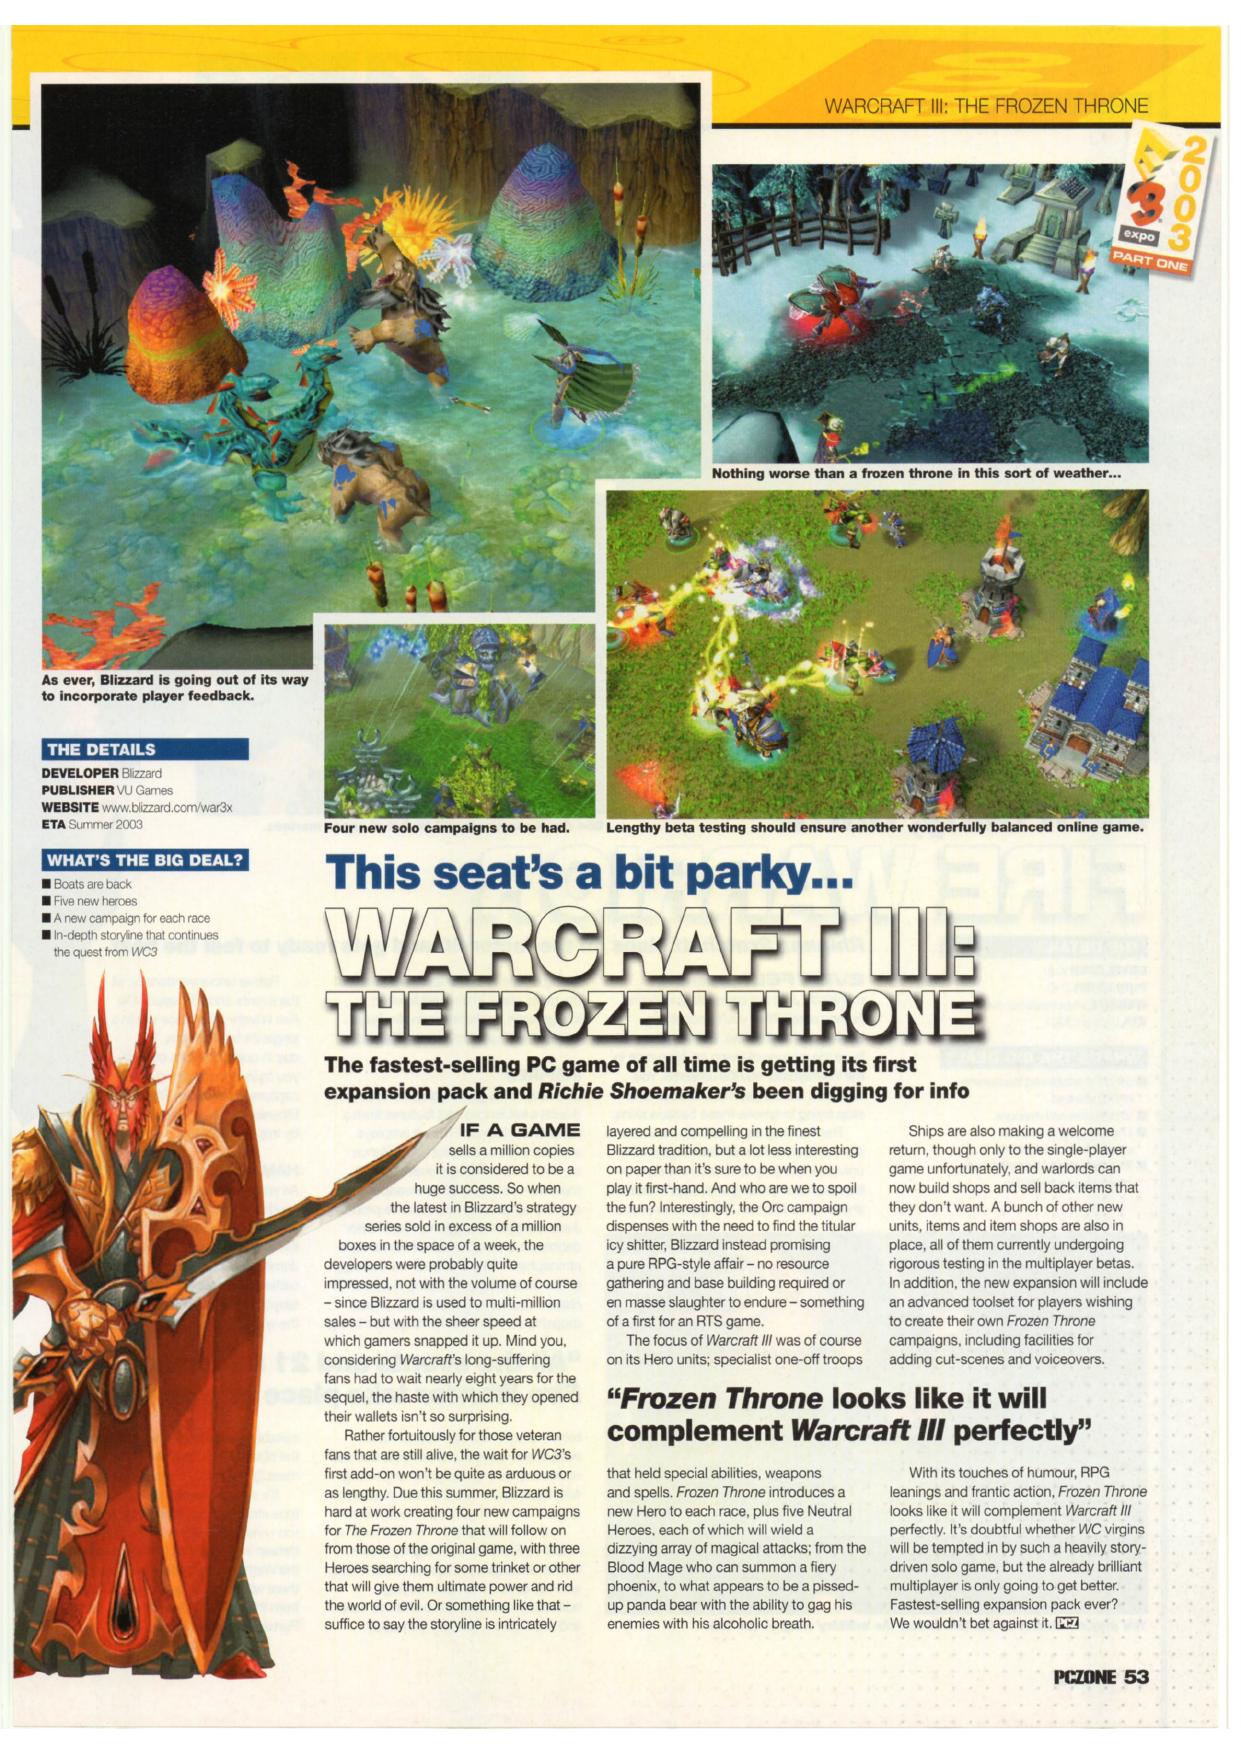 WARCRAFT III: THE FROZEN THRONE
E3
expo
2003
PART ONE
Nothing worse than a frozen throne in this sort of weather...
As ever, Blizzard is going out of its way
to incorporate player feedback.
Four new solo campaigns to be had.
Lengthy beta testing should ensure another wonderfully balanced online game.
THE DETAILS
DEVELOPER Blizzard
PUBLISHER VU Games
WEBSITE www.blizzard.com/war3x
ETA Summer 2003
WHAT'S THE BIG DEAL?
■ Boats are back
■ Five new heroes
■ A new campaign for each race
■ In-depth storyline that continues
the quest from WC3
This seat's a bit parky...
WARCRAFT III:
THE FROZEN THRONE
The fastest-selling PC game of all time is getting its first
expansion pack and Richie Shoemaker's been digging for info
IF A GAME
sells a million copies
it is considered to be a
huge success. So when
the latest in Blizzard's strategy
series sold in excess of a million
boxes in the space of a week, the
developers were probably quite
impressed, not with the volume of course
– since Blizzard is used to multi-million
sales – but with the sheer speed at
which gamers snapped it up. Mind you,
considering Warcraft's long-suffering
fans had to wait nearly eight years for the
sequel, the haste with which they opened
their wallets isn't so surprising.
Rather fortuitously for those veteran
fans that are still alive, the wait for WC3's
first add-on won't be quite as arduous or
as lengthy. Due this summer, Blizzard is
hard at work creating four new campaigns
for The Frozen Throne that will follow on
from those of the original game, with three
Heroes searching for some trinket or other
that will give them ultimate power and rid
the world of evil. Or something like that –
suffice to say the storyline is intricately
layered and compelling in the finest
Blizzard tradition, but a lot less interesting
on paper than it's sure to be when you
play it first-hand. And who are we to spoil
the fun? Interestingly, the Orc campaign
dispenses with the need to find the titular
icy shitter, Blizzard instead promising
a pure RPG-style affair – no resource
gathering and base building required or
en masse slaughter to endure – something
of a first for an RTS game.
The focus of Warcraft III was of course
on its Hero units; specialist one-off troops
that held special abilities, weapons
and spells. Frozen Throne introduces a
new Hero to each race, plus five Neutral
Heroes, each of which will wield a
dizzying array of magical attacks; from the
Blood Mage who can summon a fiery
phoenix, to what appears to be a pissed-
up panda bear with the ability to gag his
enemies with his alcoholic breath.
Ships are also making a welcome
return, though only to the single-player
game unfortunately, and warlords can
now build shops and sell back items that
they don't want. A bunch of other new
units, items and item shops are also in
place, all of them currently undergoing
rigorous testing in the multiplayer betas.
In addition, the new expansion will include
an advanced toolset for players wishing
to create their own Frozen Throne
campaigns, including facilities for
adding cut-scenes and voiceovers.
"Frozen Throne looks like it will
complement Warcraft III perfectly"
With its touches of humour, RPG
leanings and frantic action, Frozen Throne
looks like it will complement Warcraft III
perfectly. It's doubtful whether WC virgins
will be tempted in by such a heavily story-
driven solo game, but the already brilliant
multiplayer is only going to get better.
Fastest-selling expansion pack ever?
We wouldn't bet against it. PCZ
PCZONE 53